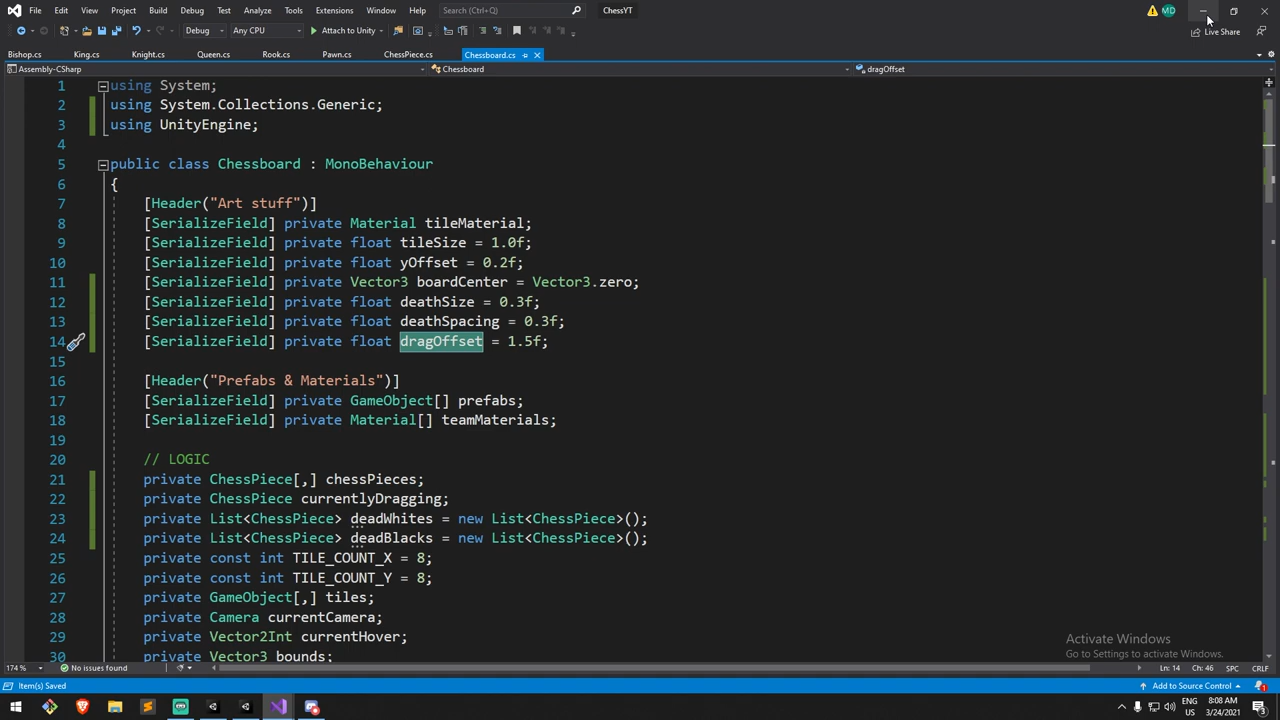 File Edit View Git Project Build Debug Test Analyze Tools Extensions Window Help Search (Ctrl+Q) ChessYT MD
Debug Any CPU Attach to Unity Live Share
Bishop.cs King.cs Knight.cs Queen.cs Rook.cs Pawn.cs ChessPiece.cs Chessboard.cs
Assembly-CSharp Chessboard dragOffset
1 using System;
2 using System.Collections.Generic;
3 using UnityEngine;
4
5 public class Chessboard : MonoBehaviour
6 {
7 [Header("Art stuff")]
8 [SerializeField] private Material tileMaterial;
9 [SerializeField] private float tileSize = 1.0f;
10 [SerializeField] private float yOffset = 0.2f;
11 [SerializeField] private Vector3 boardCenter = Vector3.zero;
12 [SerializeField] private float deathSize = 0.3f;
13 [SerializeField] private float deathSpacing = 0.3f;
14 [SerializeField] private float dragOffset = 1.5f;
15
16 [Header("Prefabs & Materials")]
17 [SerializeField] private GameObject[] prefabs;
18 [SerializeField] private Material[] teamMaterials;
19
20 // LOGIC
21 private ChessPiece[,] chessPieces;
22 private ChessPiece currentlyDragging;
23 private List<ChessPiece> deadWhites = new List<ChessPiece>();
24 private List<ChessPiece> deadBlacks = new List<ChessPiece>();
25 private const int TILE_COUNT_X = 8;
26 private const int TILE_COUNT_Y = 8;
27 private GameObject[,] tiles;
28 private Camera currentCamera;
29 private Vector2Int currentHover;
30 private Vector3 bounds;
Activate Windows
Go to Settings to activate Windows.
174 % No issues found Ln: 14 Ch: 46 SPC CRLF
Item(s) Saved Add to Source Control 1
ENG 8:08 AM
US 3/24/2021 3